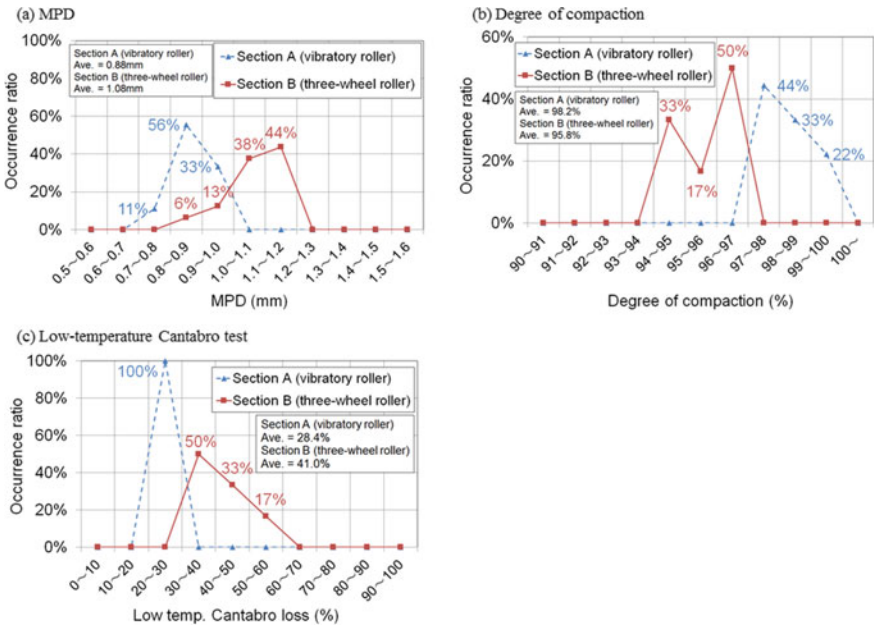 (a) MPD
100%
80%
60%
40%
20%
0%
Occurrence ratio
Section A (vibratory roller)
Ave. = 0.88mm
Section B (three-wheel roller)
Ave. = 1.08mm
Section A (vibratory roller)
Section B (three-wheel roller)
11%
56%
33%
6%
13%
38%
44%
0.5~0.6
0.6~0.7
0.7~0.8
0.8~0.9
0.9~1.0
1.0~1.1
1.1~1.2
1.2~1.3
1.3~1.4
1.4~1.5
1.5~1.6
MPD (mm)
(b) Degree of compaction
60%
40%
20%
0%
Occurrence ratio
Section A (vibratory roller)
Section B (three-wheel roller)
Section A (vibratory roller)
Ave. = 98.2%
Section B (three-wheel roller)
Ave. = 95.8%
33%
17%
50%
44%
33%
22%
90~91
91~92
92~93
93~94
94~95
95~96
96~97
97~98
98~99
99~100
100~
Degree of compaction (%)
(c) Low-temperature Cantabro test
100%
80%
60%
40%
20%
0%
Occurrence ratio
Section A (vibratory roller)
Section B (three-wheel roller)
Section A (vibratory roller)
Ave. = 28.4%
Section B (three-wheel roller)
Ave. = 41.0%
100%
50%
33%
17%
0~10
10~20
20~30
30~40
40~50
50~60
60~70
70~80
80~90
90~100
Low temp. Cantabro loss (%)